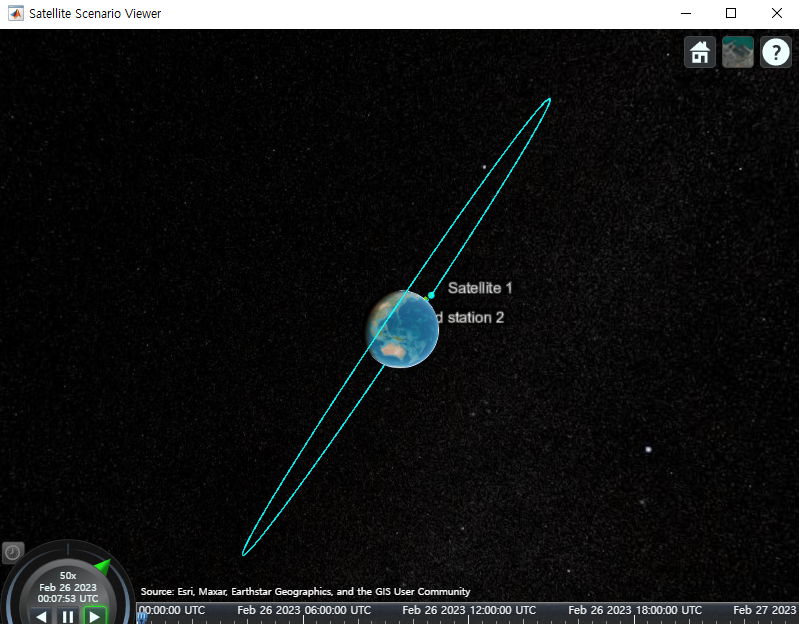 Satellite Scenario Viewer
?
Satellite 1
d station 2
50x
Feb 26 2023
00:07:53 UTC
Source: Esri, Maxar, Earthstar Geographics, and the GIS User Community
00:00:00 UTC
Feb 26 2023 06:00:00 UTC
Feb 26 2023 12:00:00 UTC
Feb 26 2023 18:00:00 UTC
Feb 27 2023